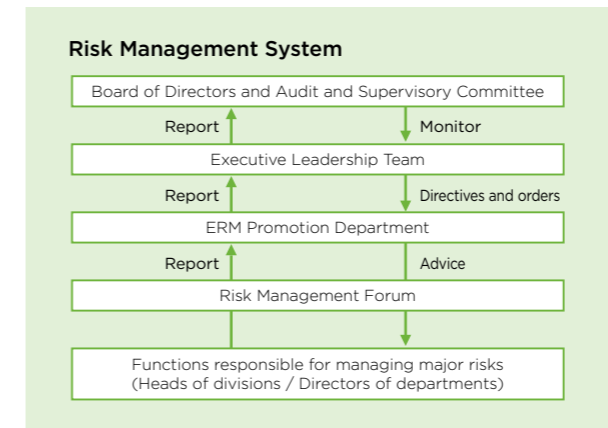 Risk Management System
Board of Directors and Audit and Supervisory Committee
Report
Monitor
Executive Leadership Team
Report
Directives and orders
ERM Promotion Department
Report
Advice
Risk Management Forum
Functions responsible for managing major risks
(Heads of divisions / Directors of departments)